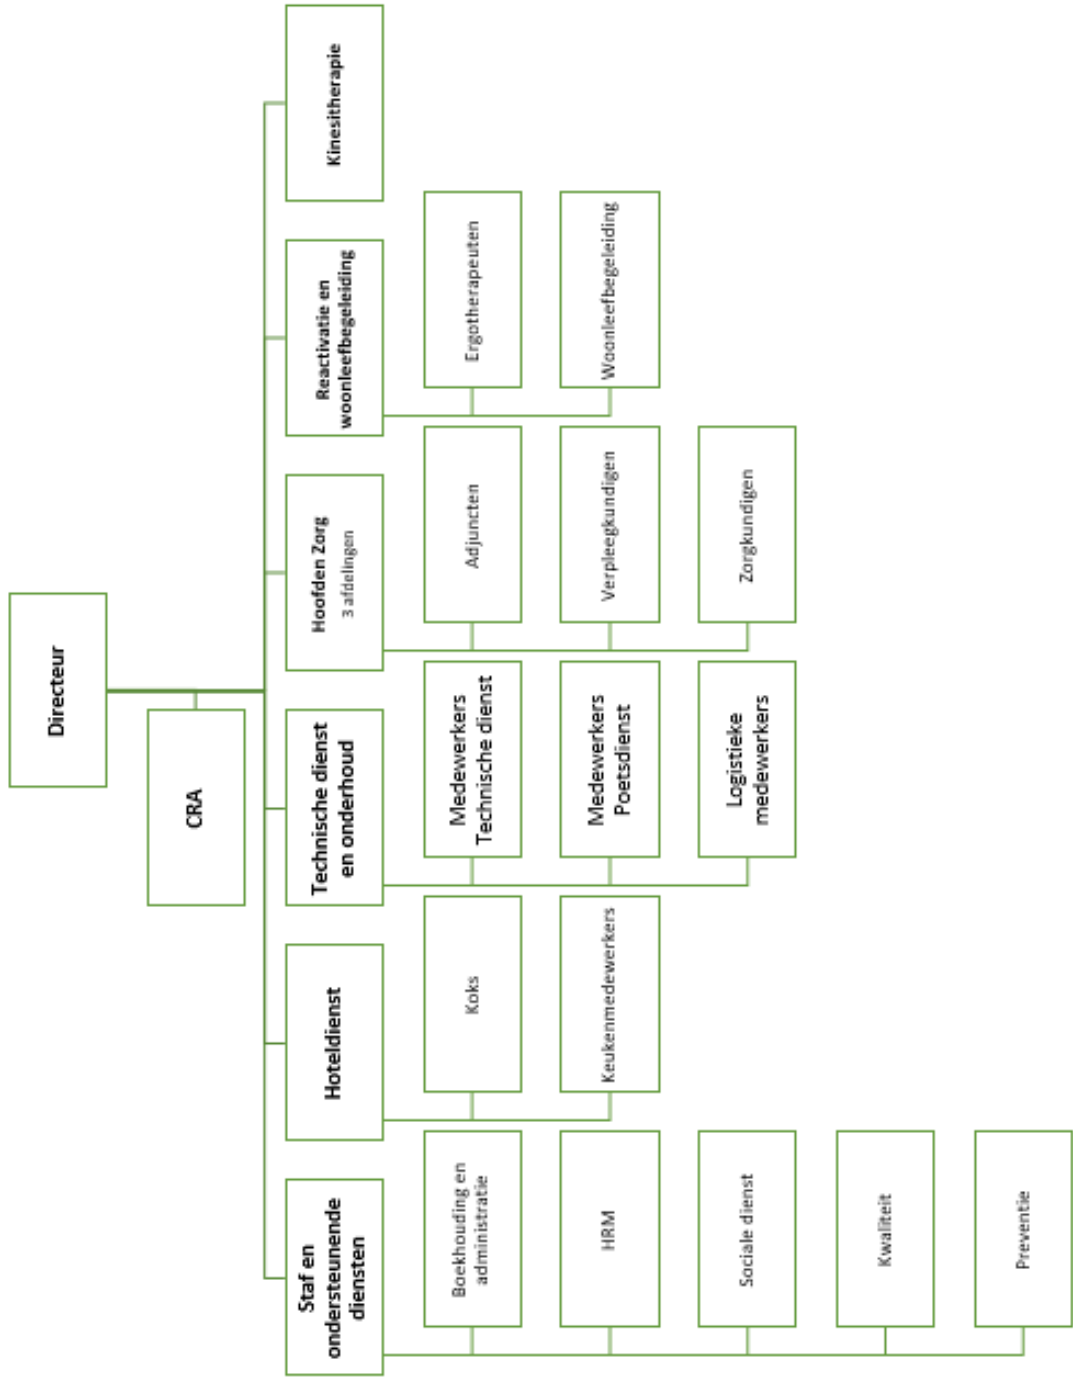 Directeur
CRA
Staf en
ondersteunende
diensten
Boekhouding en
administratie
HRM
Sociale dienst
Kwaliteit
Preventie
Hoteldienst
Koks
Keukenmedewerkers
Technische dienst
en onderhoud
Medewerkers
Technische dienst
Medewerkers
Poetsdienst
Logistieke
medewerkers
Hoofden Zorg
3 afdelingen
Adjuncten
Verpleegkundigen
Zorgkundigen
Reactivatie en
woonleefbegeleiding
Ergotherapeuten
Woonleefbegeleiding
Kinesitherapie